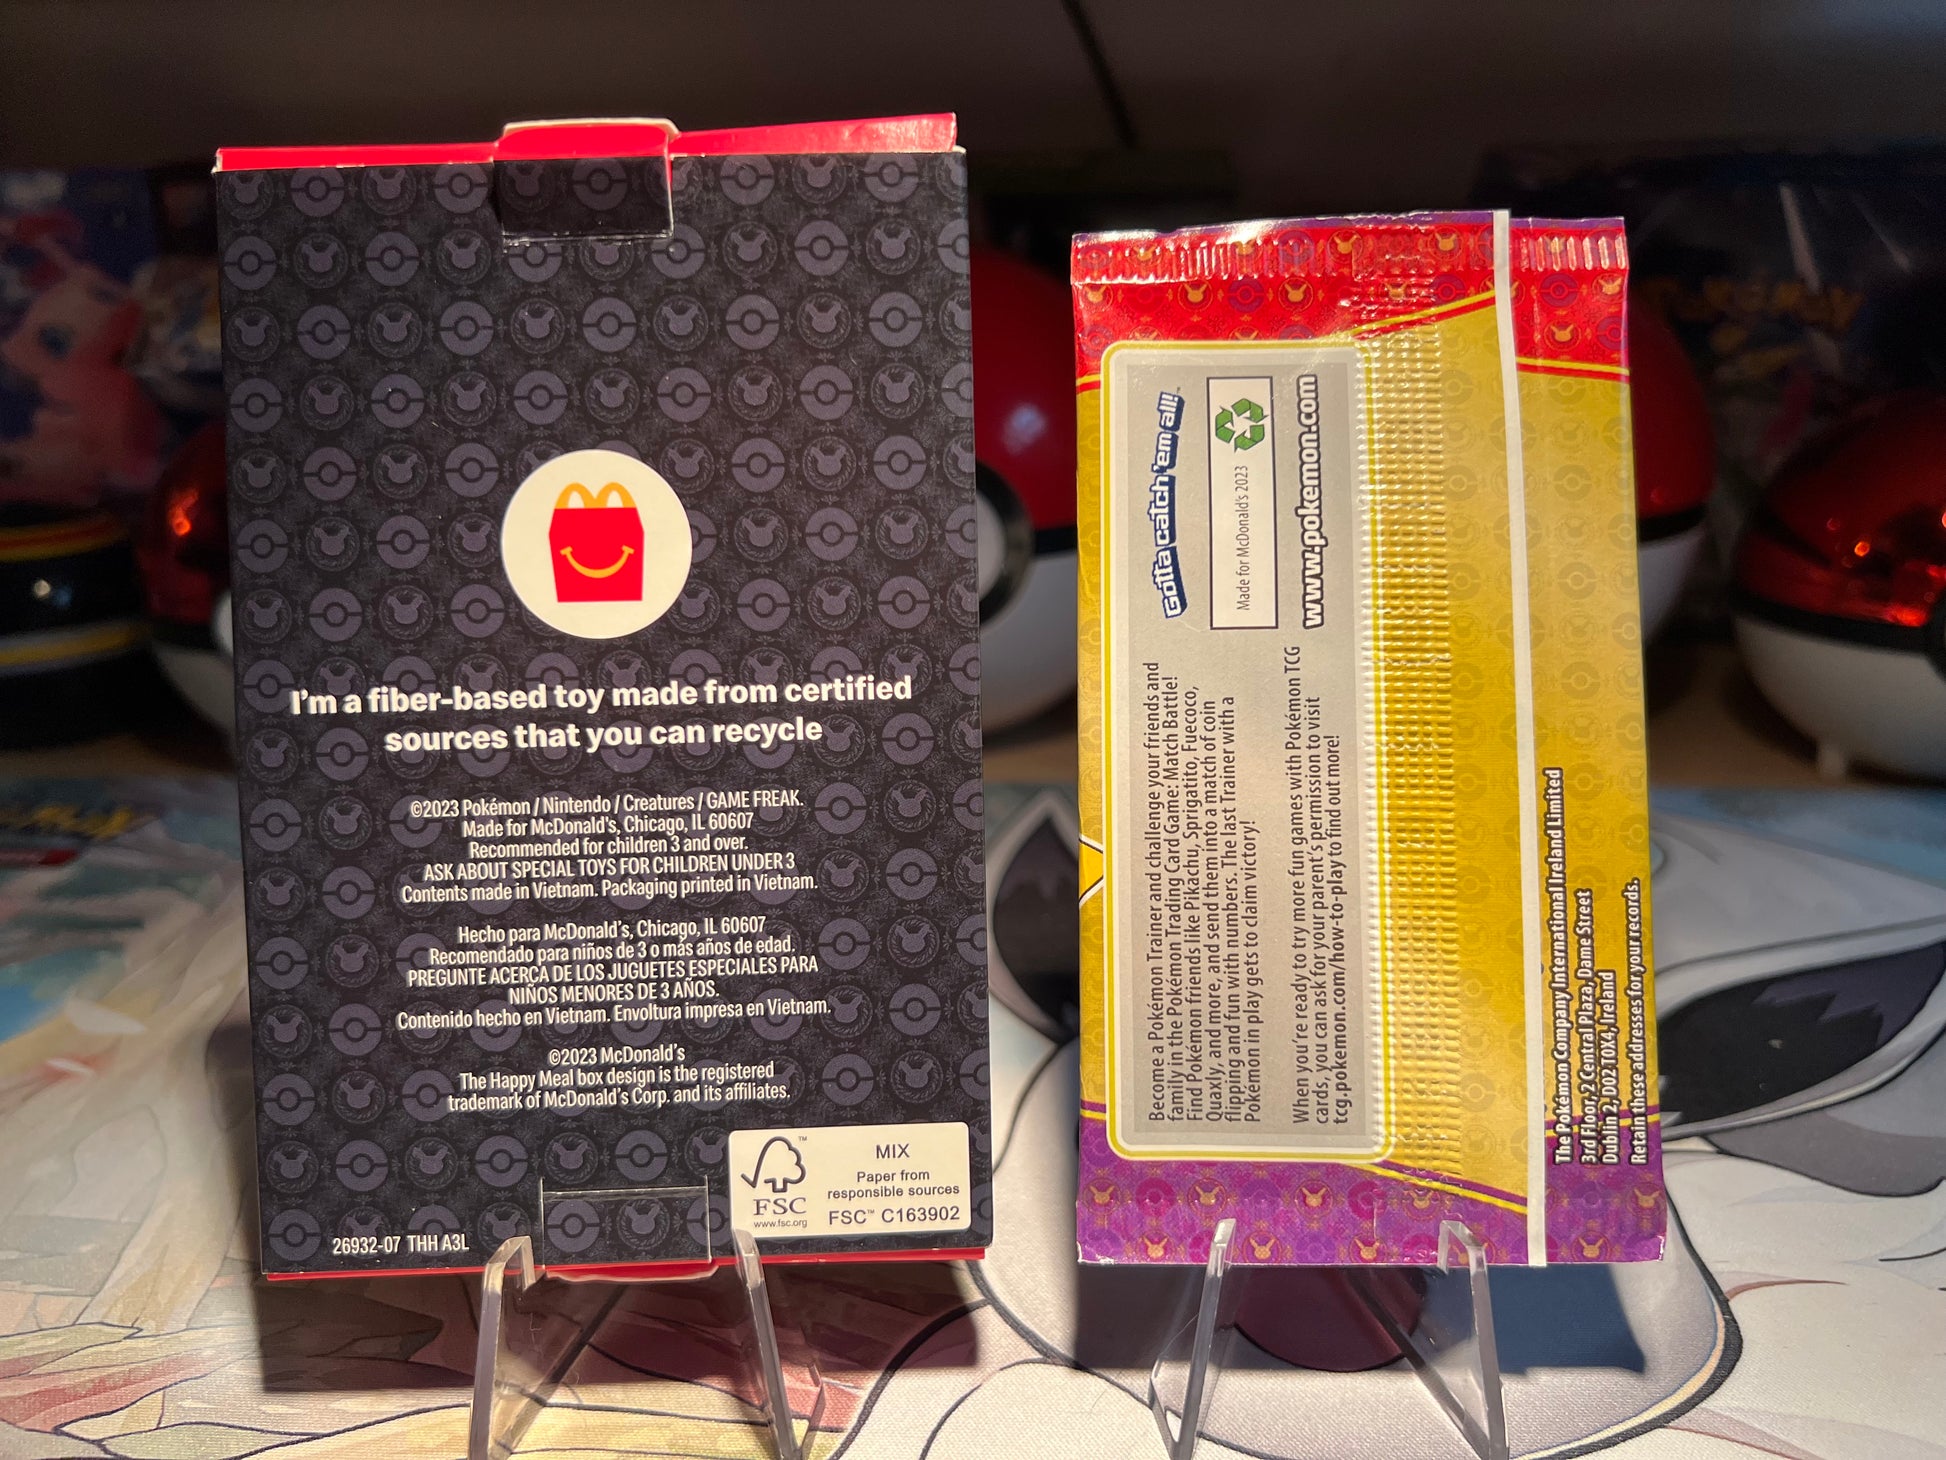 I'm a fiber-based toy made from certified
sources that you can recycle
©2023 Pokémon / Nintendo / Creatures / GAME FREAK.
Made for McDonald's, Chicago, IL 60607
Recommended for children 3 and over.
ASK ABOUT SPECIAL TOYS FOR CHILDREN UNDER 3
Contents made in Vietnam. Packaging printed in Vietnam.
Hecho para McDonald's, Chicago, IL 60607
Recomendado para niños de 3 o más años de edad.
PREGUNTE ACERCA DE LOS JUGUETES ESPECIALES PARA
NIÑOS MENORES DE 3 AÑOS.
Contenido hecho en Vietnam. Envoltura impresa en Vietnam.
©2023 McDonald's
The Happy Meal box design is the registered
trademark of McDonald's Corp. and its affiliates.
26932-07 THH A3L
FSC
www.fsc.org
MIX
Paper from
responsible sources
FSC™ C163902
Become a Pokémon Trainer and challenge your friends and
family in the Pokémon Trading Card Game: Match Battle!
Find Pokémon friends like Pikachu, Sprigatito, Fuecoco,
Quaxly, and more, and send them into a match of coin
flipping and fun with numbers. The last Trainer with a
Pokémon in play gets to claim victory!
When you're ready to try more fun games with Pokémon TCG
cards, you can ask for your parent's permission to visit
tcg.pokemon.com/how-to-play to find out more!
Gotta catch 'em all!™
Made for McDonald's 2023
www.pokemon.com
The Pokémon Company International Ireland Limited
3rd Floor, 2 Central Plaza, Dame Street
Dublin 2, D02 T0X4, Ireland
Retain these addresses for your records.